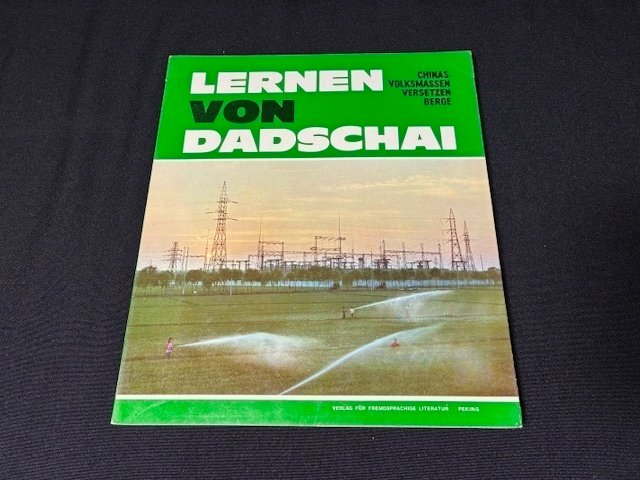 LERNEN
VON
DADSCHAI
CHINAS
VOLKSMASSEN
VERSETZEN
BERGE
VERLAG FÜR FREMDSPRACHIGE LITERATUR PEKING